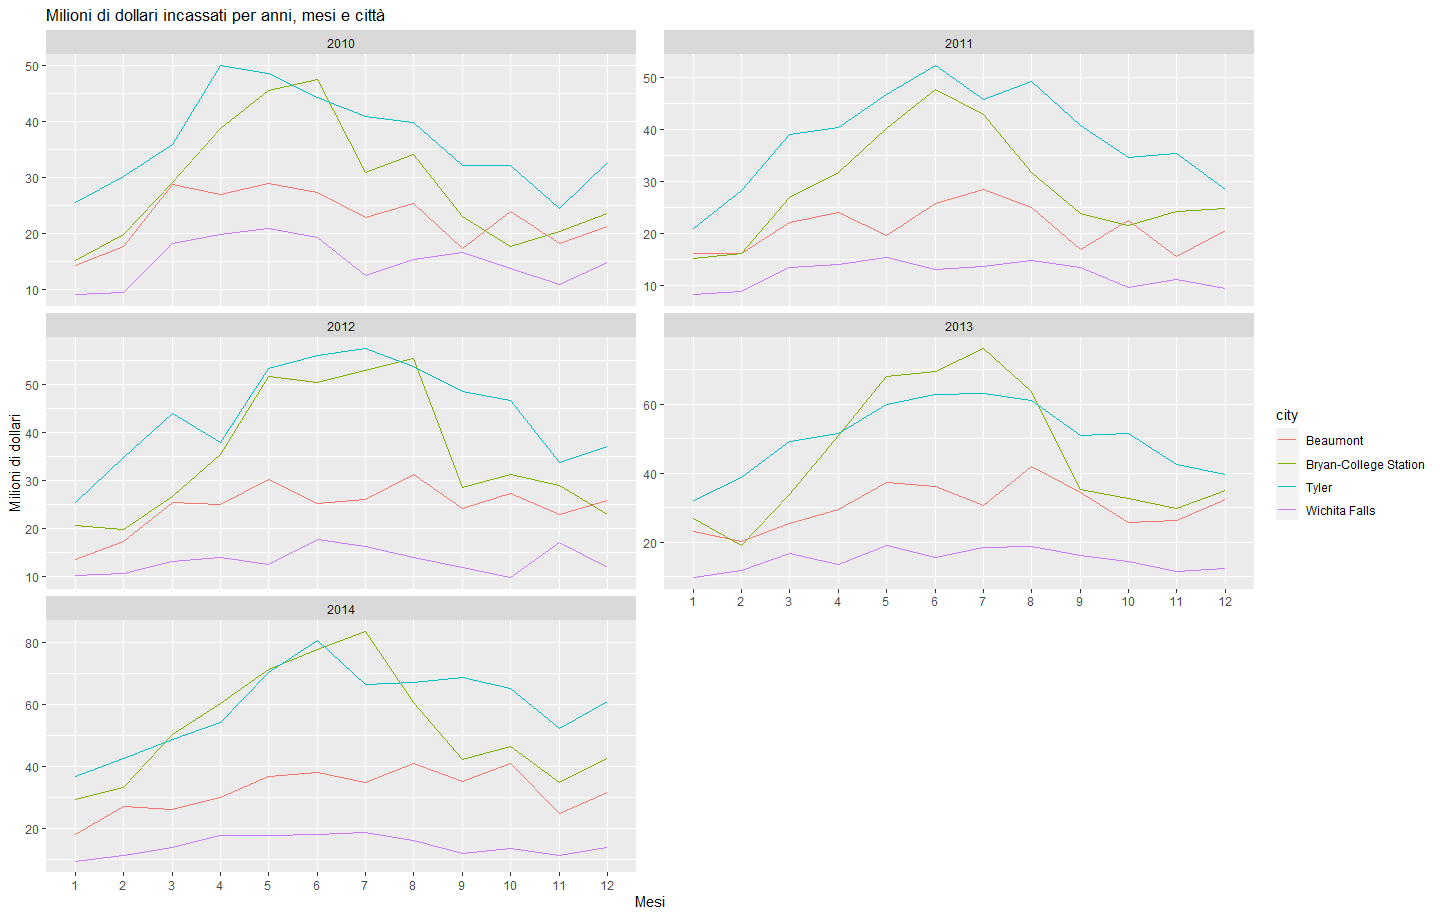 Milioni di dollari incassati per anni, mesi e città
2010
50
40
30
20
10
2011
50
40
30
20
10
2012
50
40
30
20
10
2013
60
40
20
1 2 3 4 5 6 7 8 9 10 11 12
2014
80
60
40
20
1 2 3 4 5 6 7 8 9 10 11 12
Mesi
Milioni di dollari
city
Beaumont
Bryan-College Station
Tyler
Wichita Falls